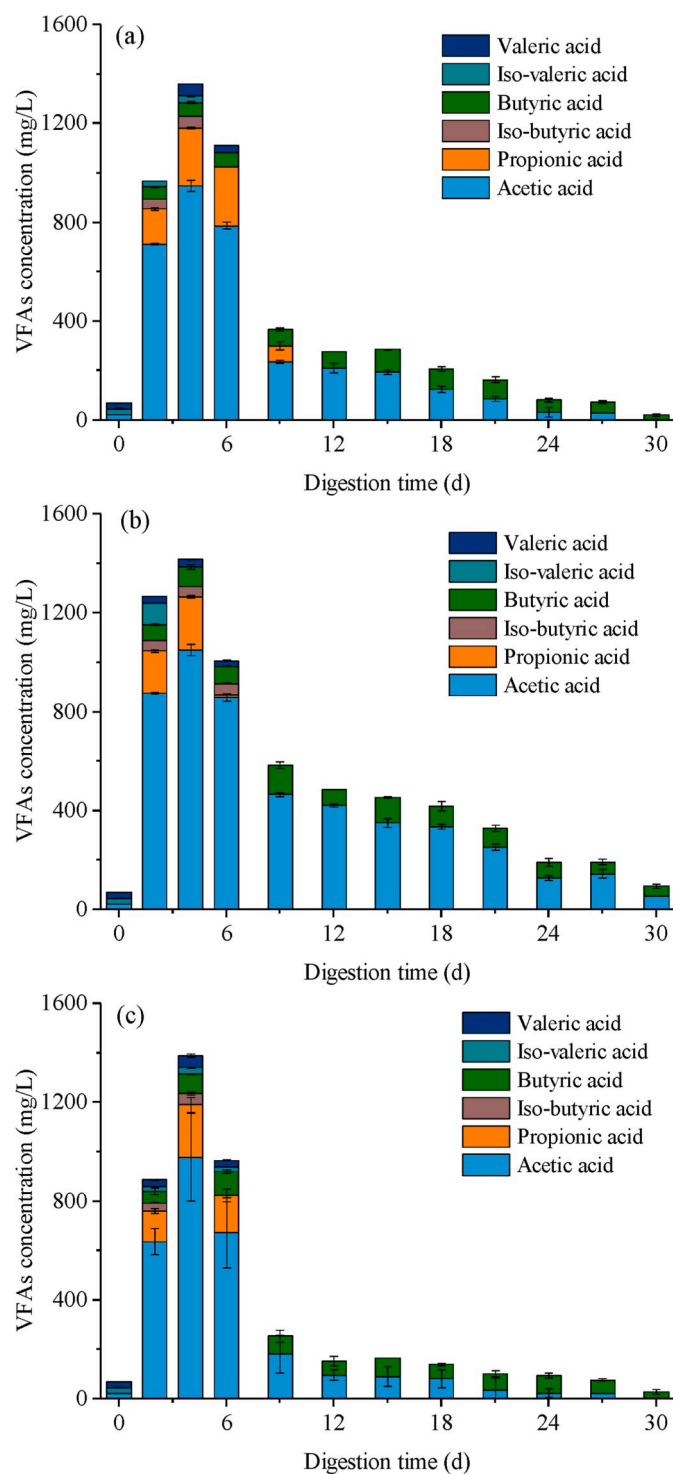 (a)
1600
1200
800
400
0
VFAs concentration (mg/L)
Valeric acid
Iso-valeric acid
Butyric acid
Iso-butyric acid
Propionic acid
Acetic acid
0 6 12 18 24 30
Digestion time (d)
(b)
1600
1200
800
400
0
VFAs concentration (mg/L)
Valeric acid
Iso-valeric acid
Butyric acid
Iso-butyric acid
Propionic acid
Acetic acid
0 6 12 18 24 30
Digestion time (d)
(c)
1600
1200
800
400
0
VFAs concentration (mg/L)
Valeric acid
Iso-valeric acid
Butyric acid
Iso-butyric acid
Propionic acid
Acetic acid
0 6 12 18 24 30
Digestion time (d)